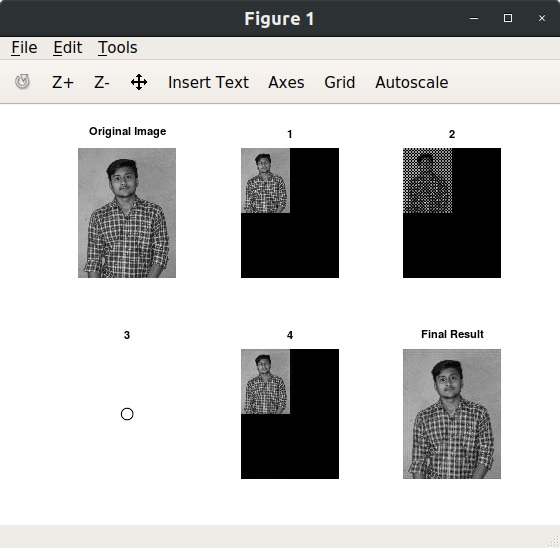 Figure 1
File Edit Tools
Z+ Z- Insert Text Axes Grid Autoscale
Original Image 1 2
3 4 Final Result